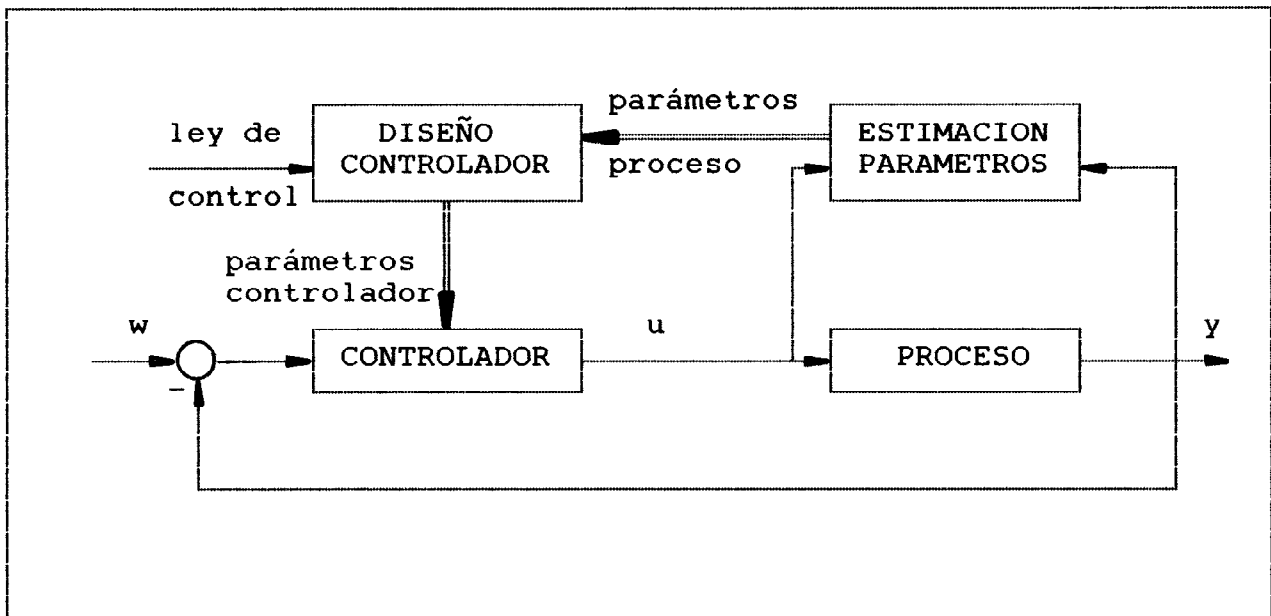 ley de
control
DISEÑO
CONTROLADOR
parámetros
proceso
ESTIMACION
PARAMETROS
parámetros
controlador
w
−
CONTROLADOR
u
PROCESO
y